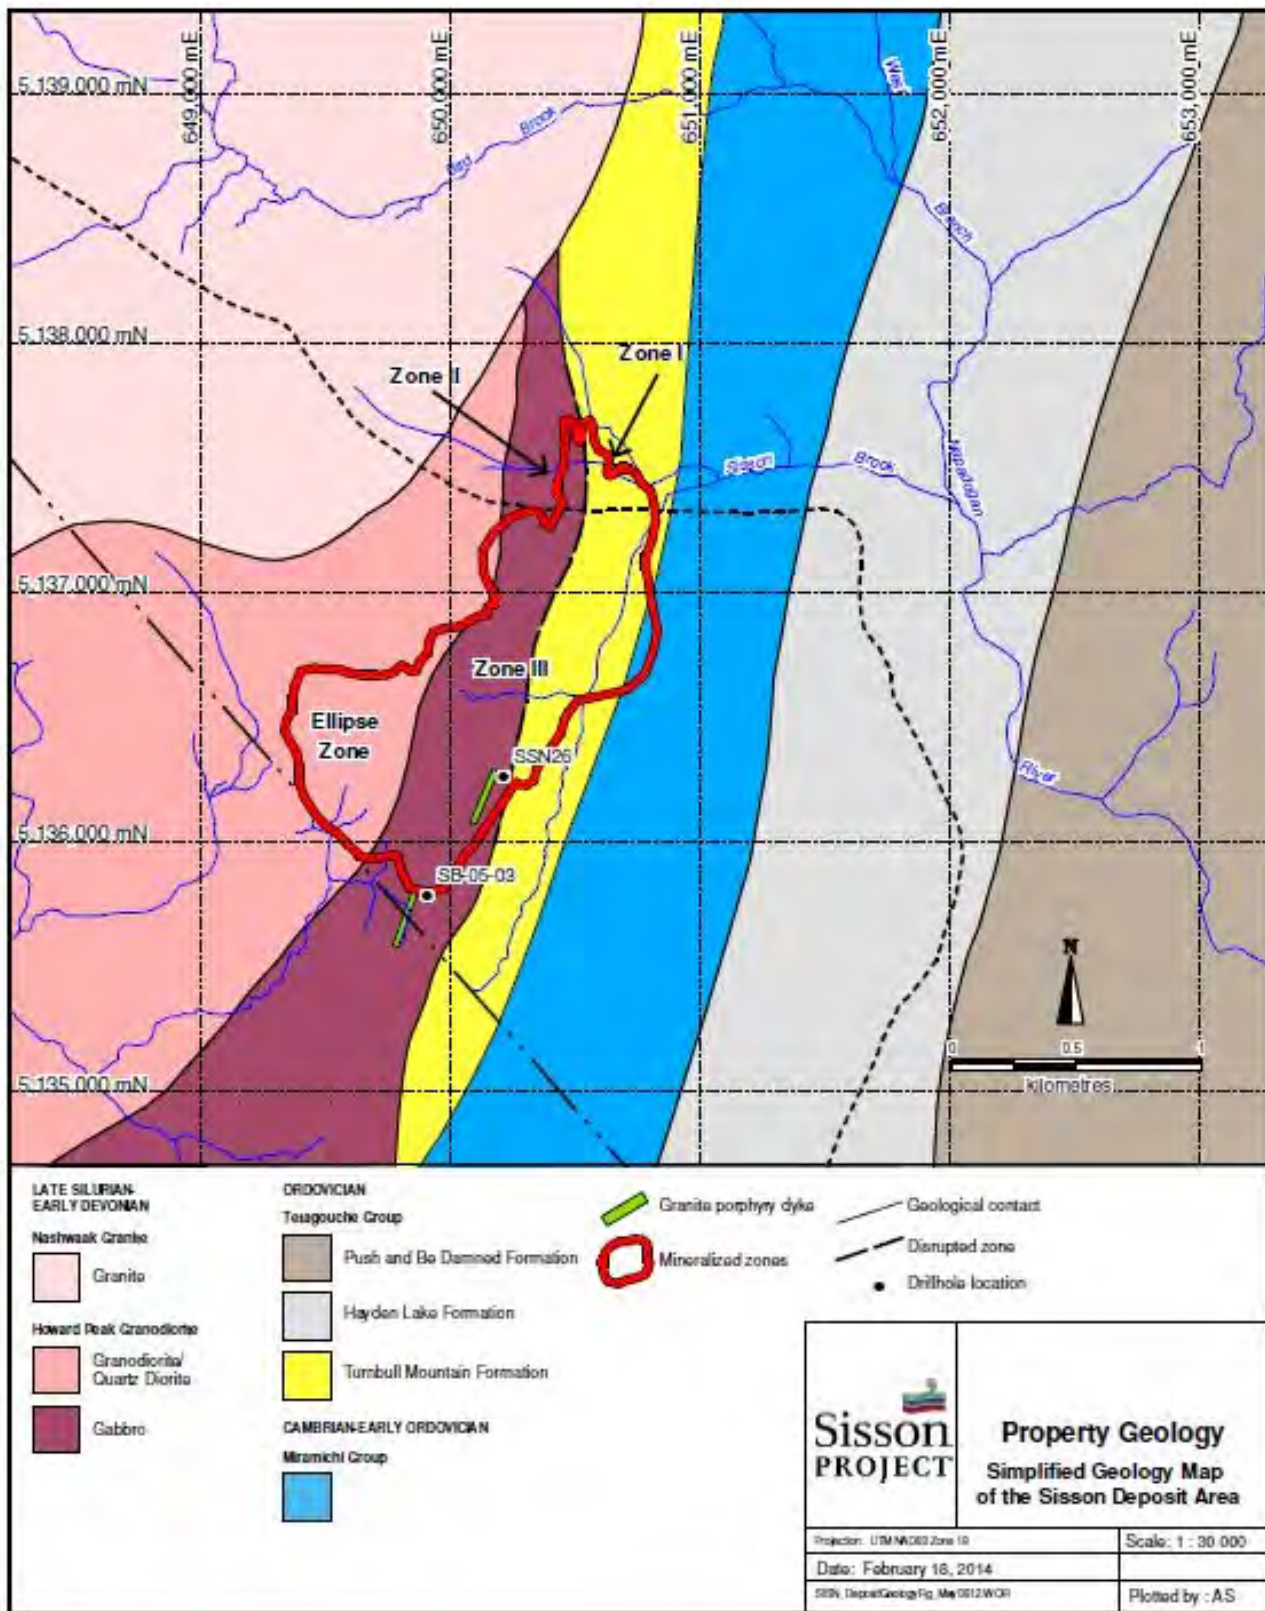 649,000 mE
650,000 mE
651,000 mE
652,000 mE
653,000 mE
5,139,000 mN
5,138,000 mN
5,137,000 mN
5,136,000 mN
5,135,000 mN
Brook
West
Branch
Napadogan
River
Sisson
Brook
Zone I
Zone II
Zone III
Ellipse
Zone
SSN26
SB-05-03
N
0 0.5 1
kilometres
LATE SILURIAN-
EARLY DEVONIAN
Nashwaak Granite
Granite
Howard Peak Granodiorite
Granodiorite/
Quartz Diorite
Gabbro
ORDOVICIAN
Tetagouche Group
Push and Be Damned Formation
Hayden Lake Formation
Turnbull Mountain Formation
CAMBRIAN-EARLY ORDOVICIAN
Miramichi Group
Granite porphyry dyke
Mineralized zones
Geological contact
Disrupted zone
Drillhole location
Sisson
PROJECT
Property Geology
Simplified Geology Map
of the Sisson Deposit Area
Projection: UTM NAD83 Zone 19
Scale: 1 : 30 000
Date: February 18, 2014
Plotted by : AS